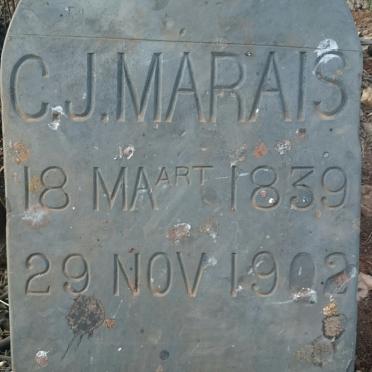 C.J. MARAIS
18 MAART 1839
29 NOV 1902